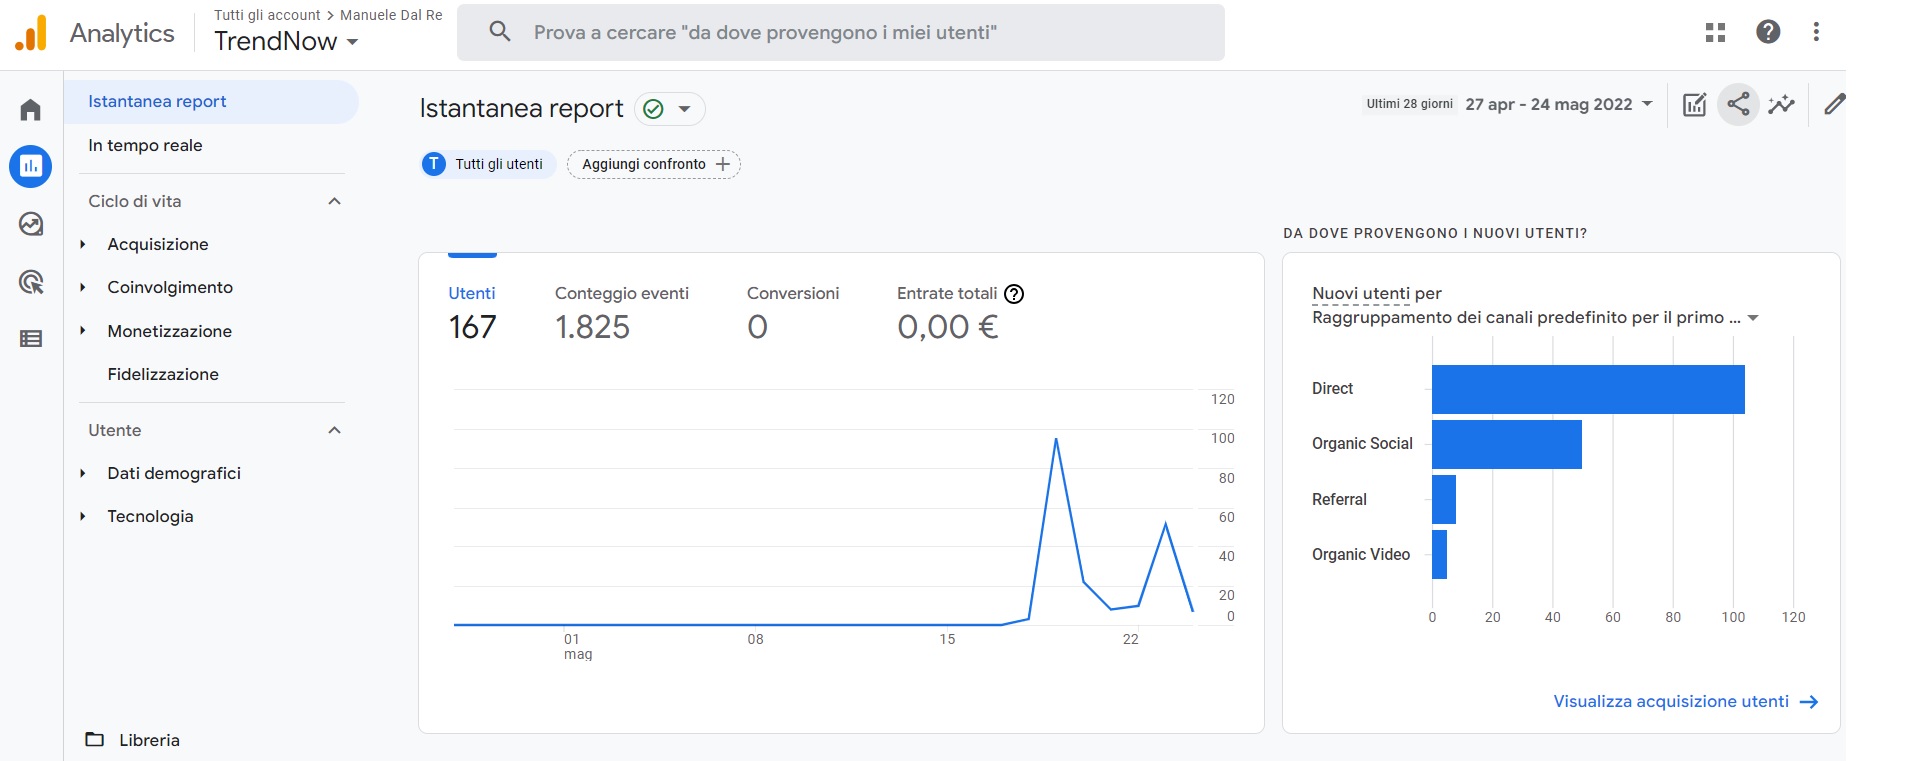 Analytics
Tutti gli account > Manuele Dal Re
TrendNow
Prova a cercare "da dove provengono i miei utenti"
Istantanea report
In tempo reale
Ciclo di vita
Acquisizione
Coinvolgimento
Monetizzazione
Fidelizzazione
Utente
Dati demografici
Tecnologia
Libreria
Istantanea report
Ultimi 28 giorni 27 apr - 24 mag 2022
T Tutti gli utenti
Aggiungi confronto +
Utenti
167
Conteggio eventi
1.825
Conversioni
0
Entrate totali
0,00 €
120
100
80
60
40
20
0
01
mag
08
15
22
DA DOVE PROVENGONO I NUOVI UTENTI?
Nuovi utenti per
Raggruppamento dei canali predefinito per il primo ...
Direct
Organic Social
Referral
Organic Video
0 20 40 60 80 100 120
Visualizza acquisizione utenti